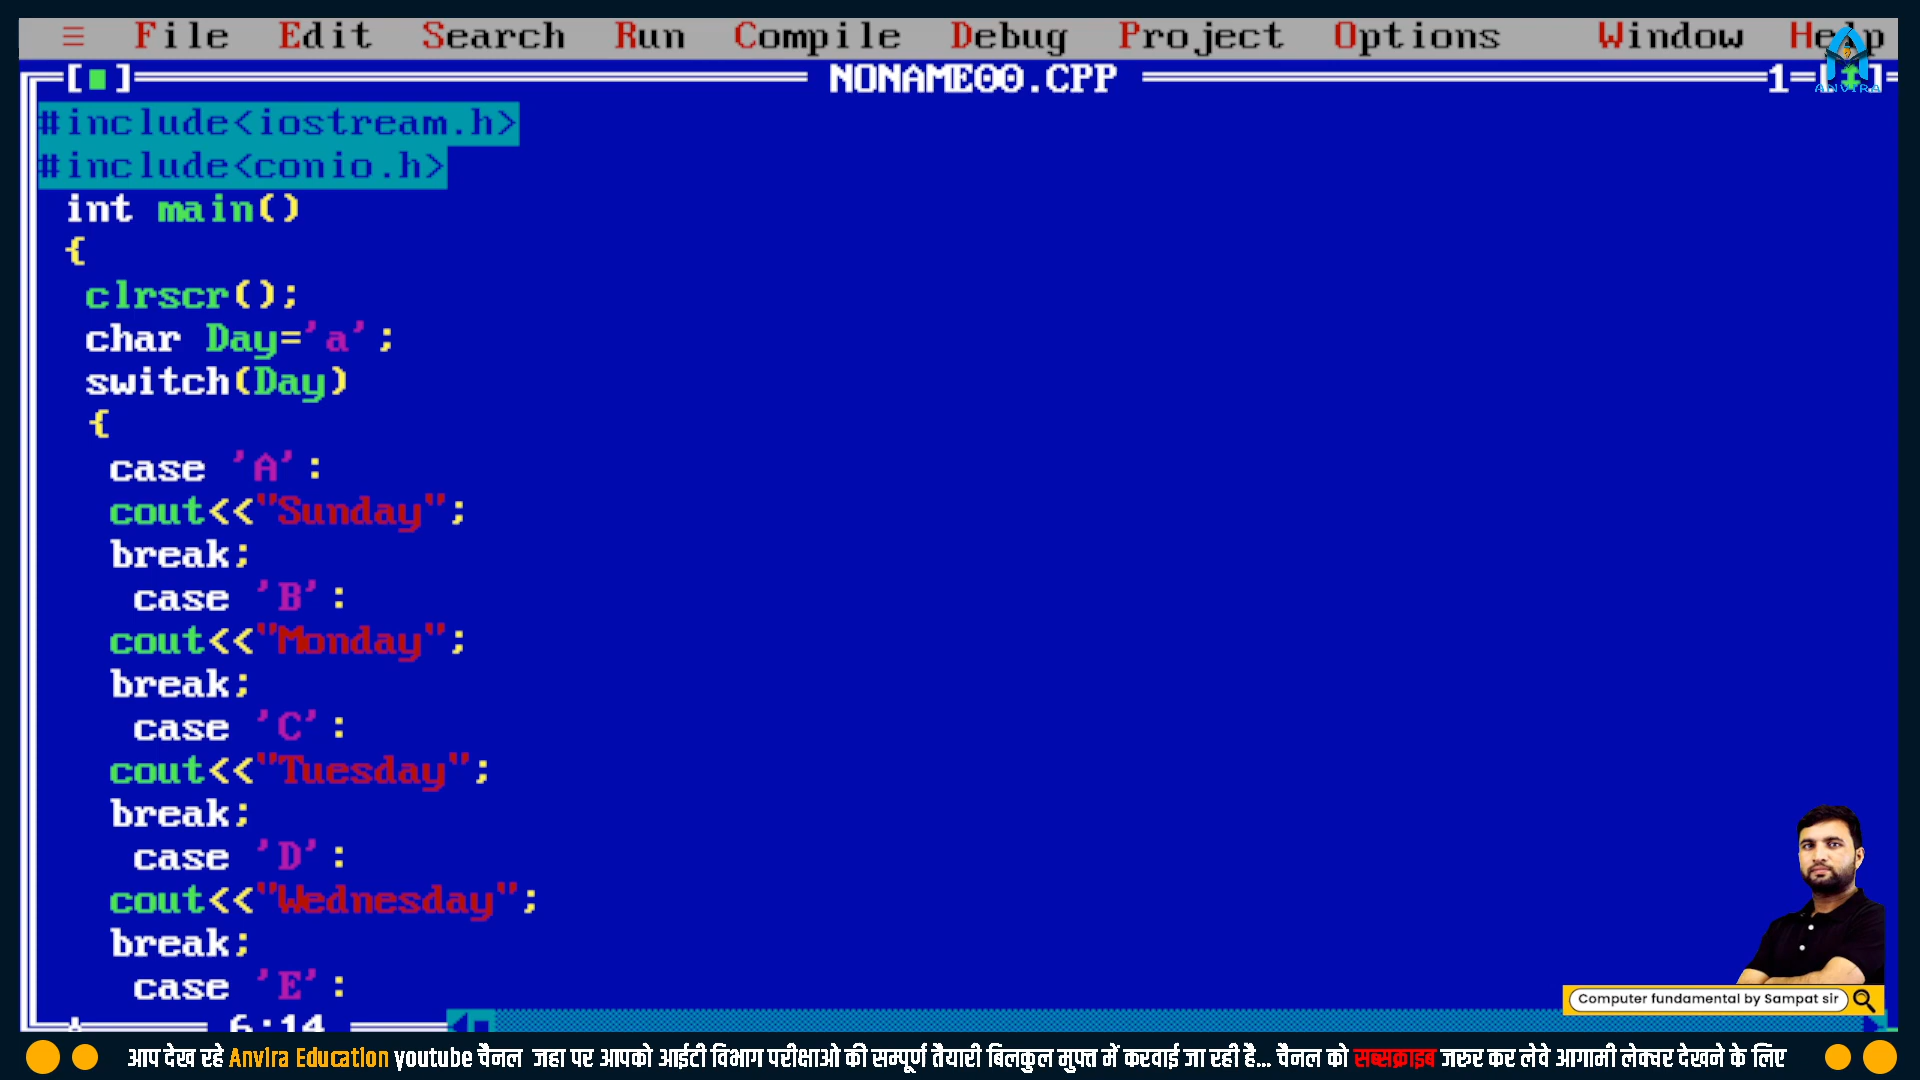 ≡ File Edit Search Run Compile Debug Project Options Window Help
[■] NONAME00.CPP 1=[↕]
ANVIRA
#include<iostream.h>
#include<conio.h>
int main()
{
clrscr();
char Day='a';
switch(Day)
{
case 'A':
cout<<"Sunday";
break;
case 'B':
cout<<"Monday";
break;
case 'C':
cout<<"Tuesday";
break;
case 'D':
cout<<"Wednesday";
break;
case 'E':
6:14
Computer fundamental by Sampat sir
आप देख रहे Anvira Education youtube चैनल जहा पर आपको आईटी विभाग परीक्षाओ की सम्पूर्ण तैयारी बिलकुल मुफ्त में करवाई जा रही है... चैनल को सब्सक्राइब जरुर कर लेवे आगामी लेक्चर देखने के लिए